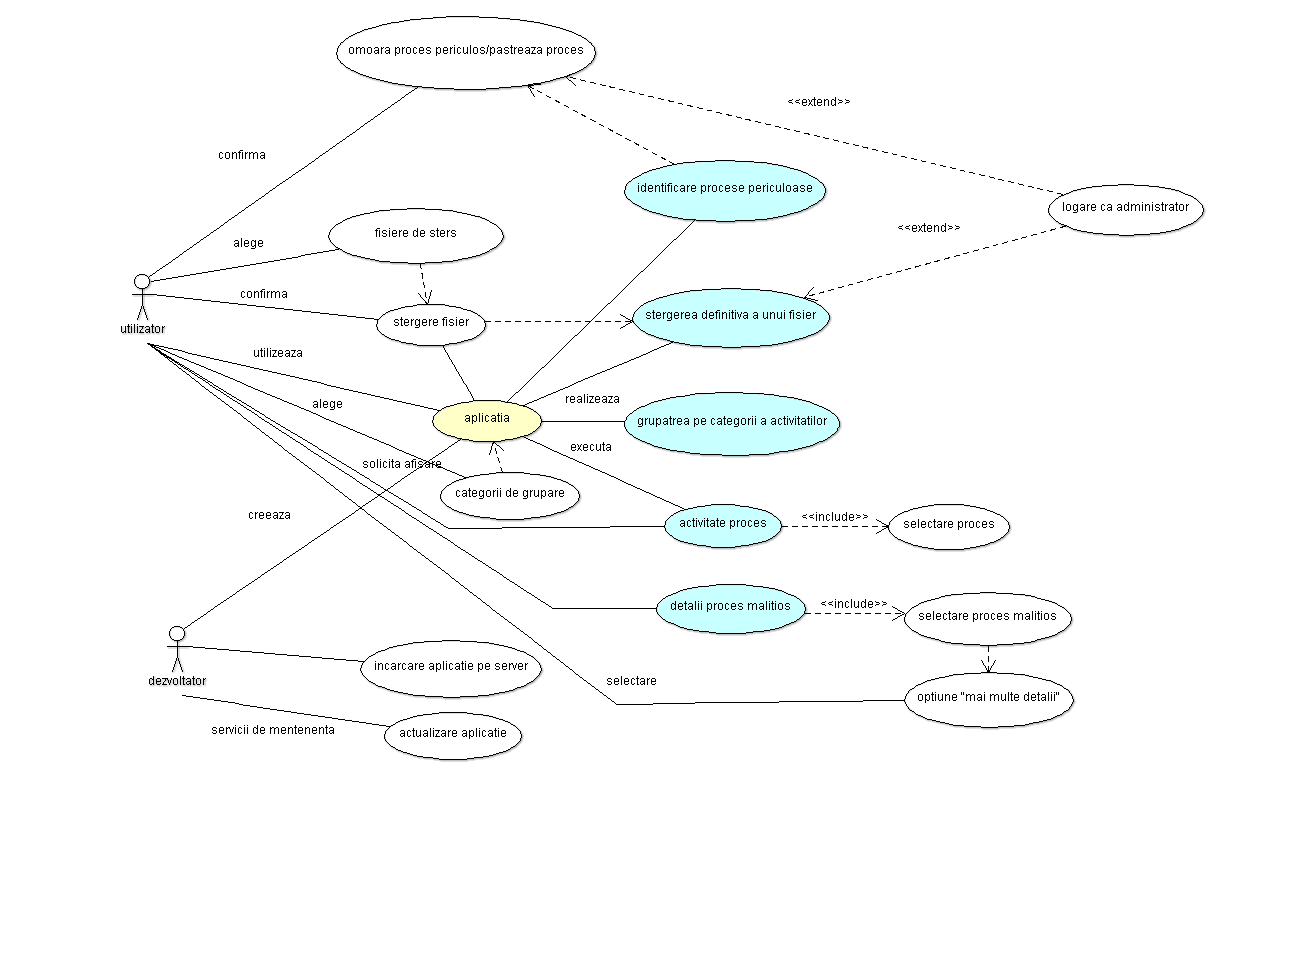 omoara proces periculos/pastreaza proces
<<extend>>
confirma
identificare procese periculoase
logare ca administrator
fisiere de sters
<<extend>>
alege
confirma
utilizator
stergere fisier
stergerea definitiva a unui fisier
utilizeaza
realizeaza
alege
aplicatia
grupatrea pe categorii a activitatilor
executa
solicita afisare
categorii de grupare
creeaza
activitate proces
<<include>>
selectare proces
detalii proces malitios
<<include>>
selectare proces malitios
incarcare aplicatie pe server
dezvoltator
selectare
optiune "mai multe detalii"
servicii de mentenenta
actualizare aplicatie